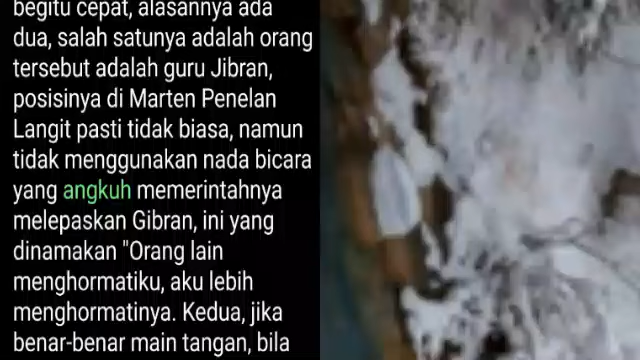 begitu cepat, alasannya ada
dua, salah satunya adalah orang
tersebut adalah guru Jibran,
posisinya di Marten Penelan
Langit pasti tidak biasa, namun
tidak menggunakan nada bicara
yang angkuh memerintahnya
melepaskan Gibran, ini yang
dinamakan "Orang lain
menghormatiku, aku lebih
menghormatinya. Kedua, jika
benar-benar main tangan, bila